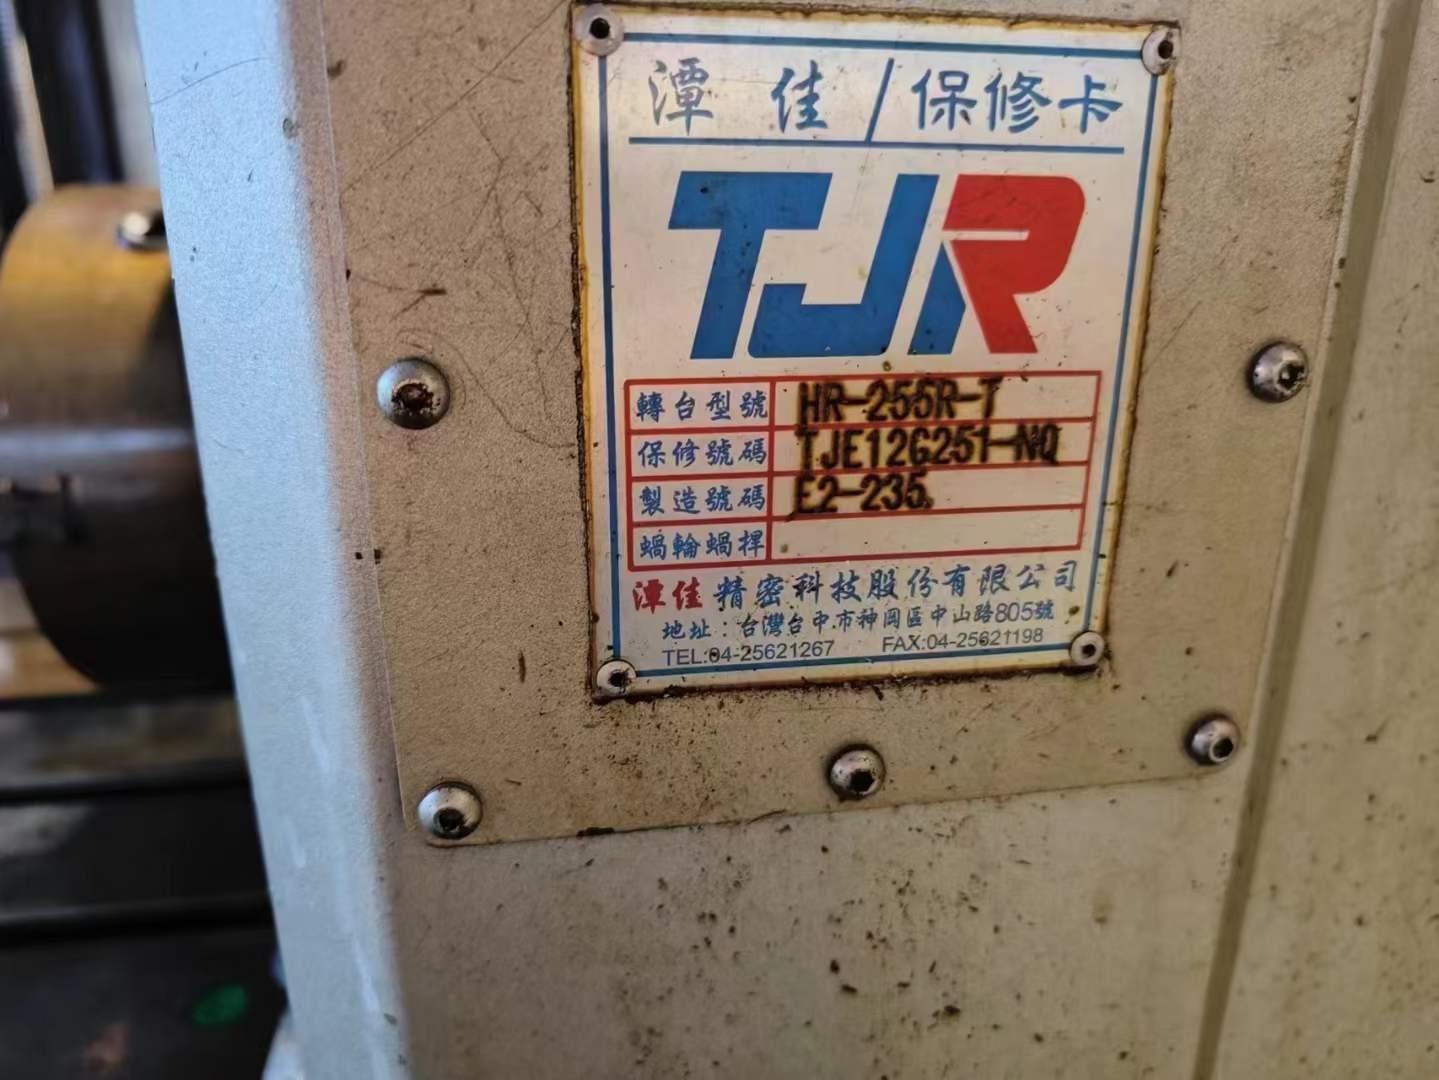 潭佳/保修卡
TJR
轉台型號 HR-255R-T
保修號碼 TJE12G251-NQ
製造號碼 E2-235
蝸輪蝸桿
潭佳精密科技股份有限公司
地址：台灣台中市神岡區中山路805號
TEL:04-25621267 FAX:04-25621198